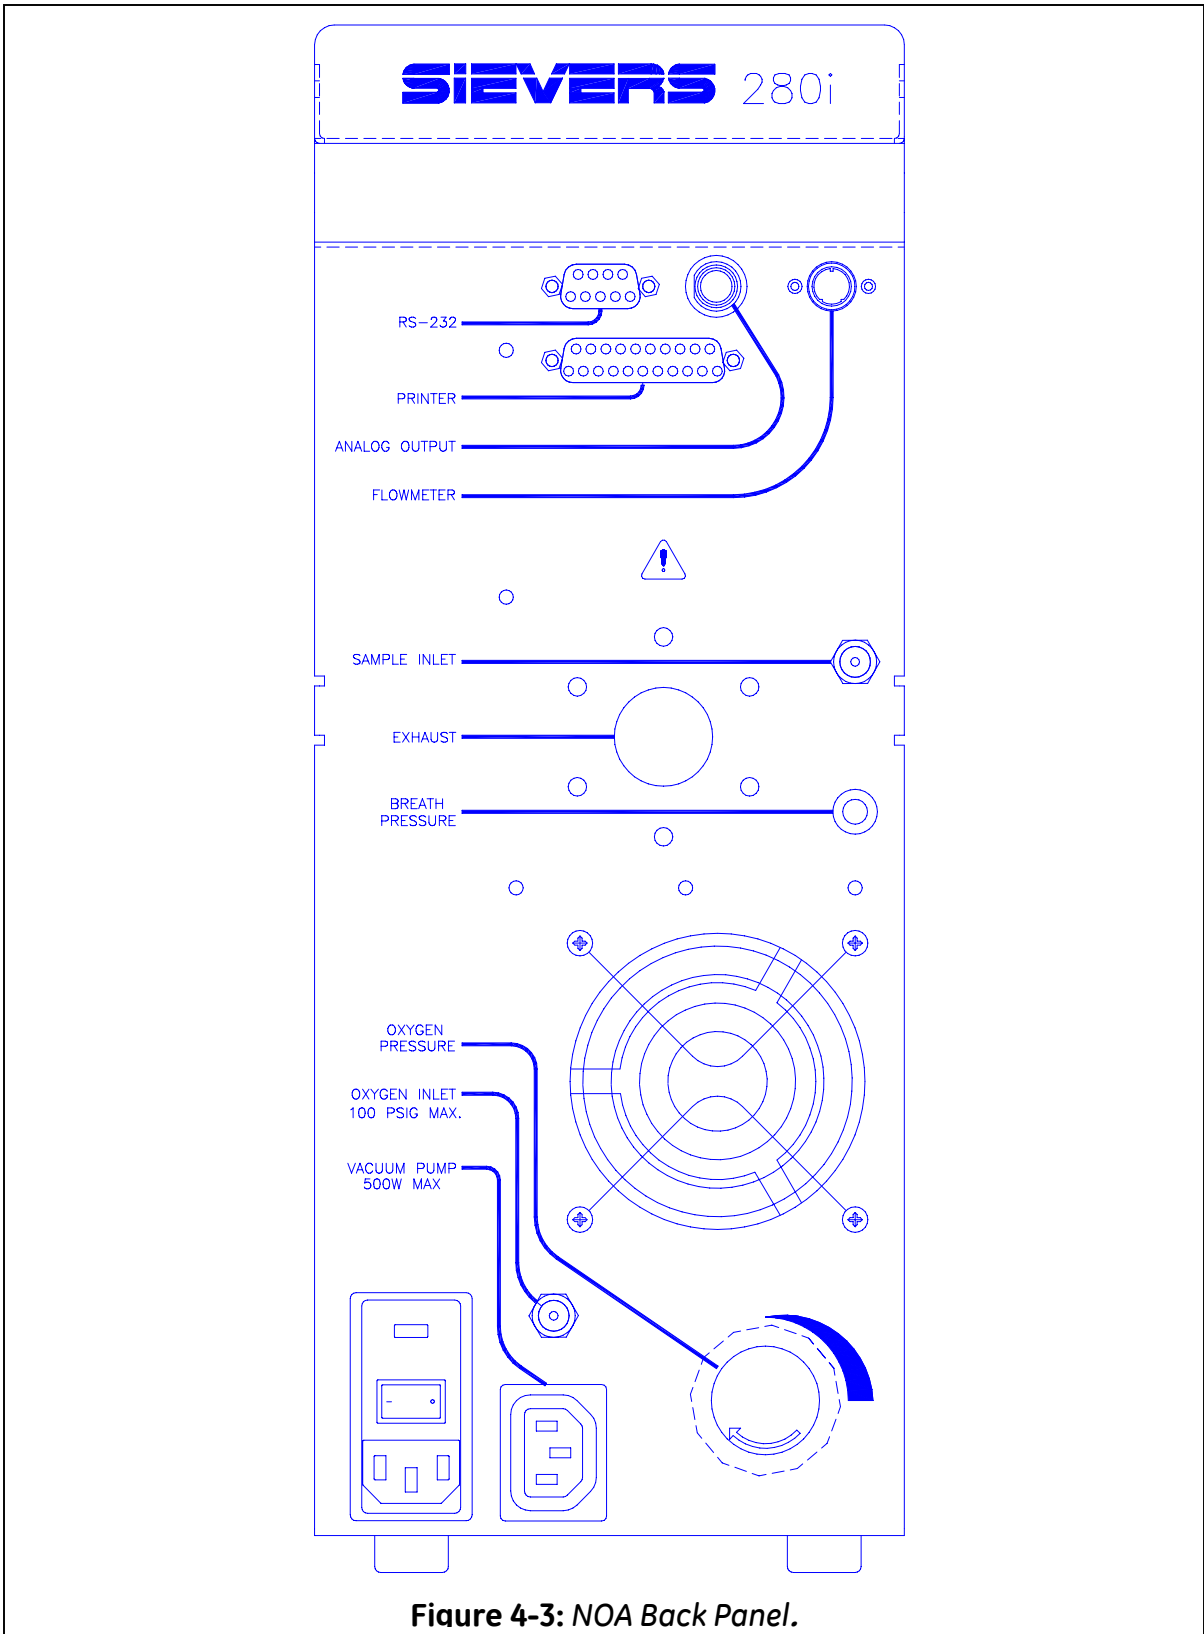 SIEVERS 280i
RS-232
PRINTER
ANALOG OUTPUT
FLOWMETER
!
SAMPLE INLET
EXHAUST
BREATH
PRESSURE
OXYGEN
PRESSURE
OXYGEN INLET
100 PSIG MAX.
VACUUM PUMP
500W MAX
Figure 4-3: NOA Back Panel.